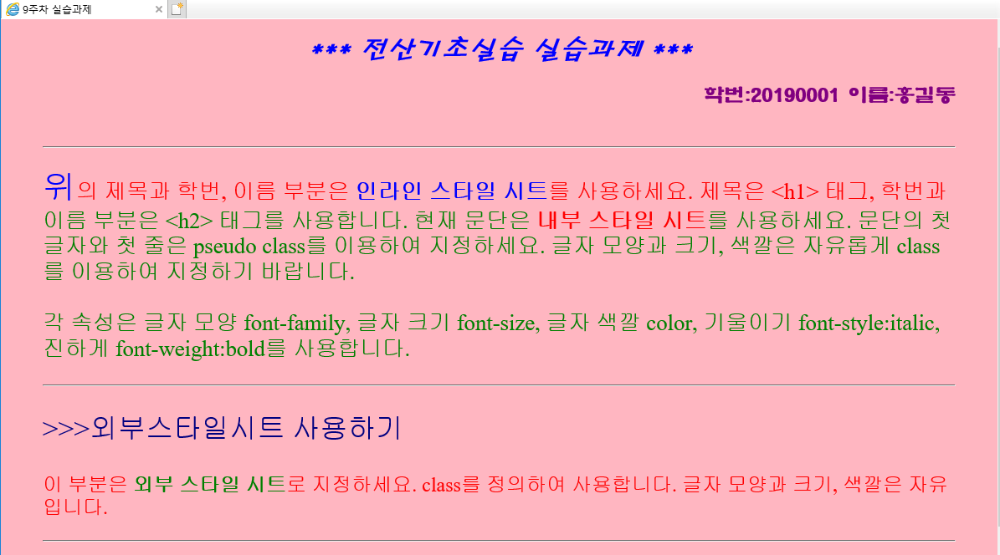 9주차 실습과제
*** 전산기초실습 실습과제 ***
학번:20190001 이름:홍길동
위의 제목과 학번, 이름 부분은 인라인 스타일 시트를 사용하세요. 제목은 <h1> 태그, 학번과
이름 부분은 <h2> 태그를 사용합니다. 현재 문단은 내부 스타일 시트를 사용하세요. 문단의 첫
글자와 첫 줄은 pseudo class를 이용하여 지정하세요. 글자 모양과 크기, 색깔은 자유롭게 class
를 이용하여 지정하기 바랍니다.
각 속성은 글자 모양 font-family, 글자 크기 font-size, 글자 색깔 color, 기울이기 font-style:italic,
진하게 font-weight:bold를 사용합니다.
>>>외부스타일시트 사용하기
이 부분은 외부 스타일 시트로 지정하세요. class를 정의하여 사용합니다. 글자 모양과 크기, 색깔은 자유
입니다.